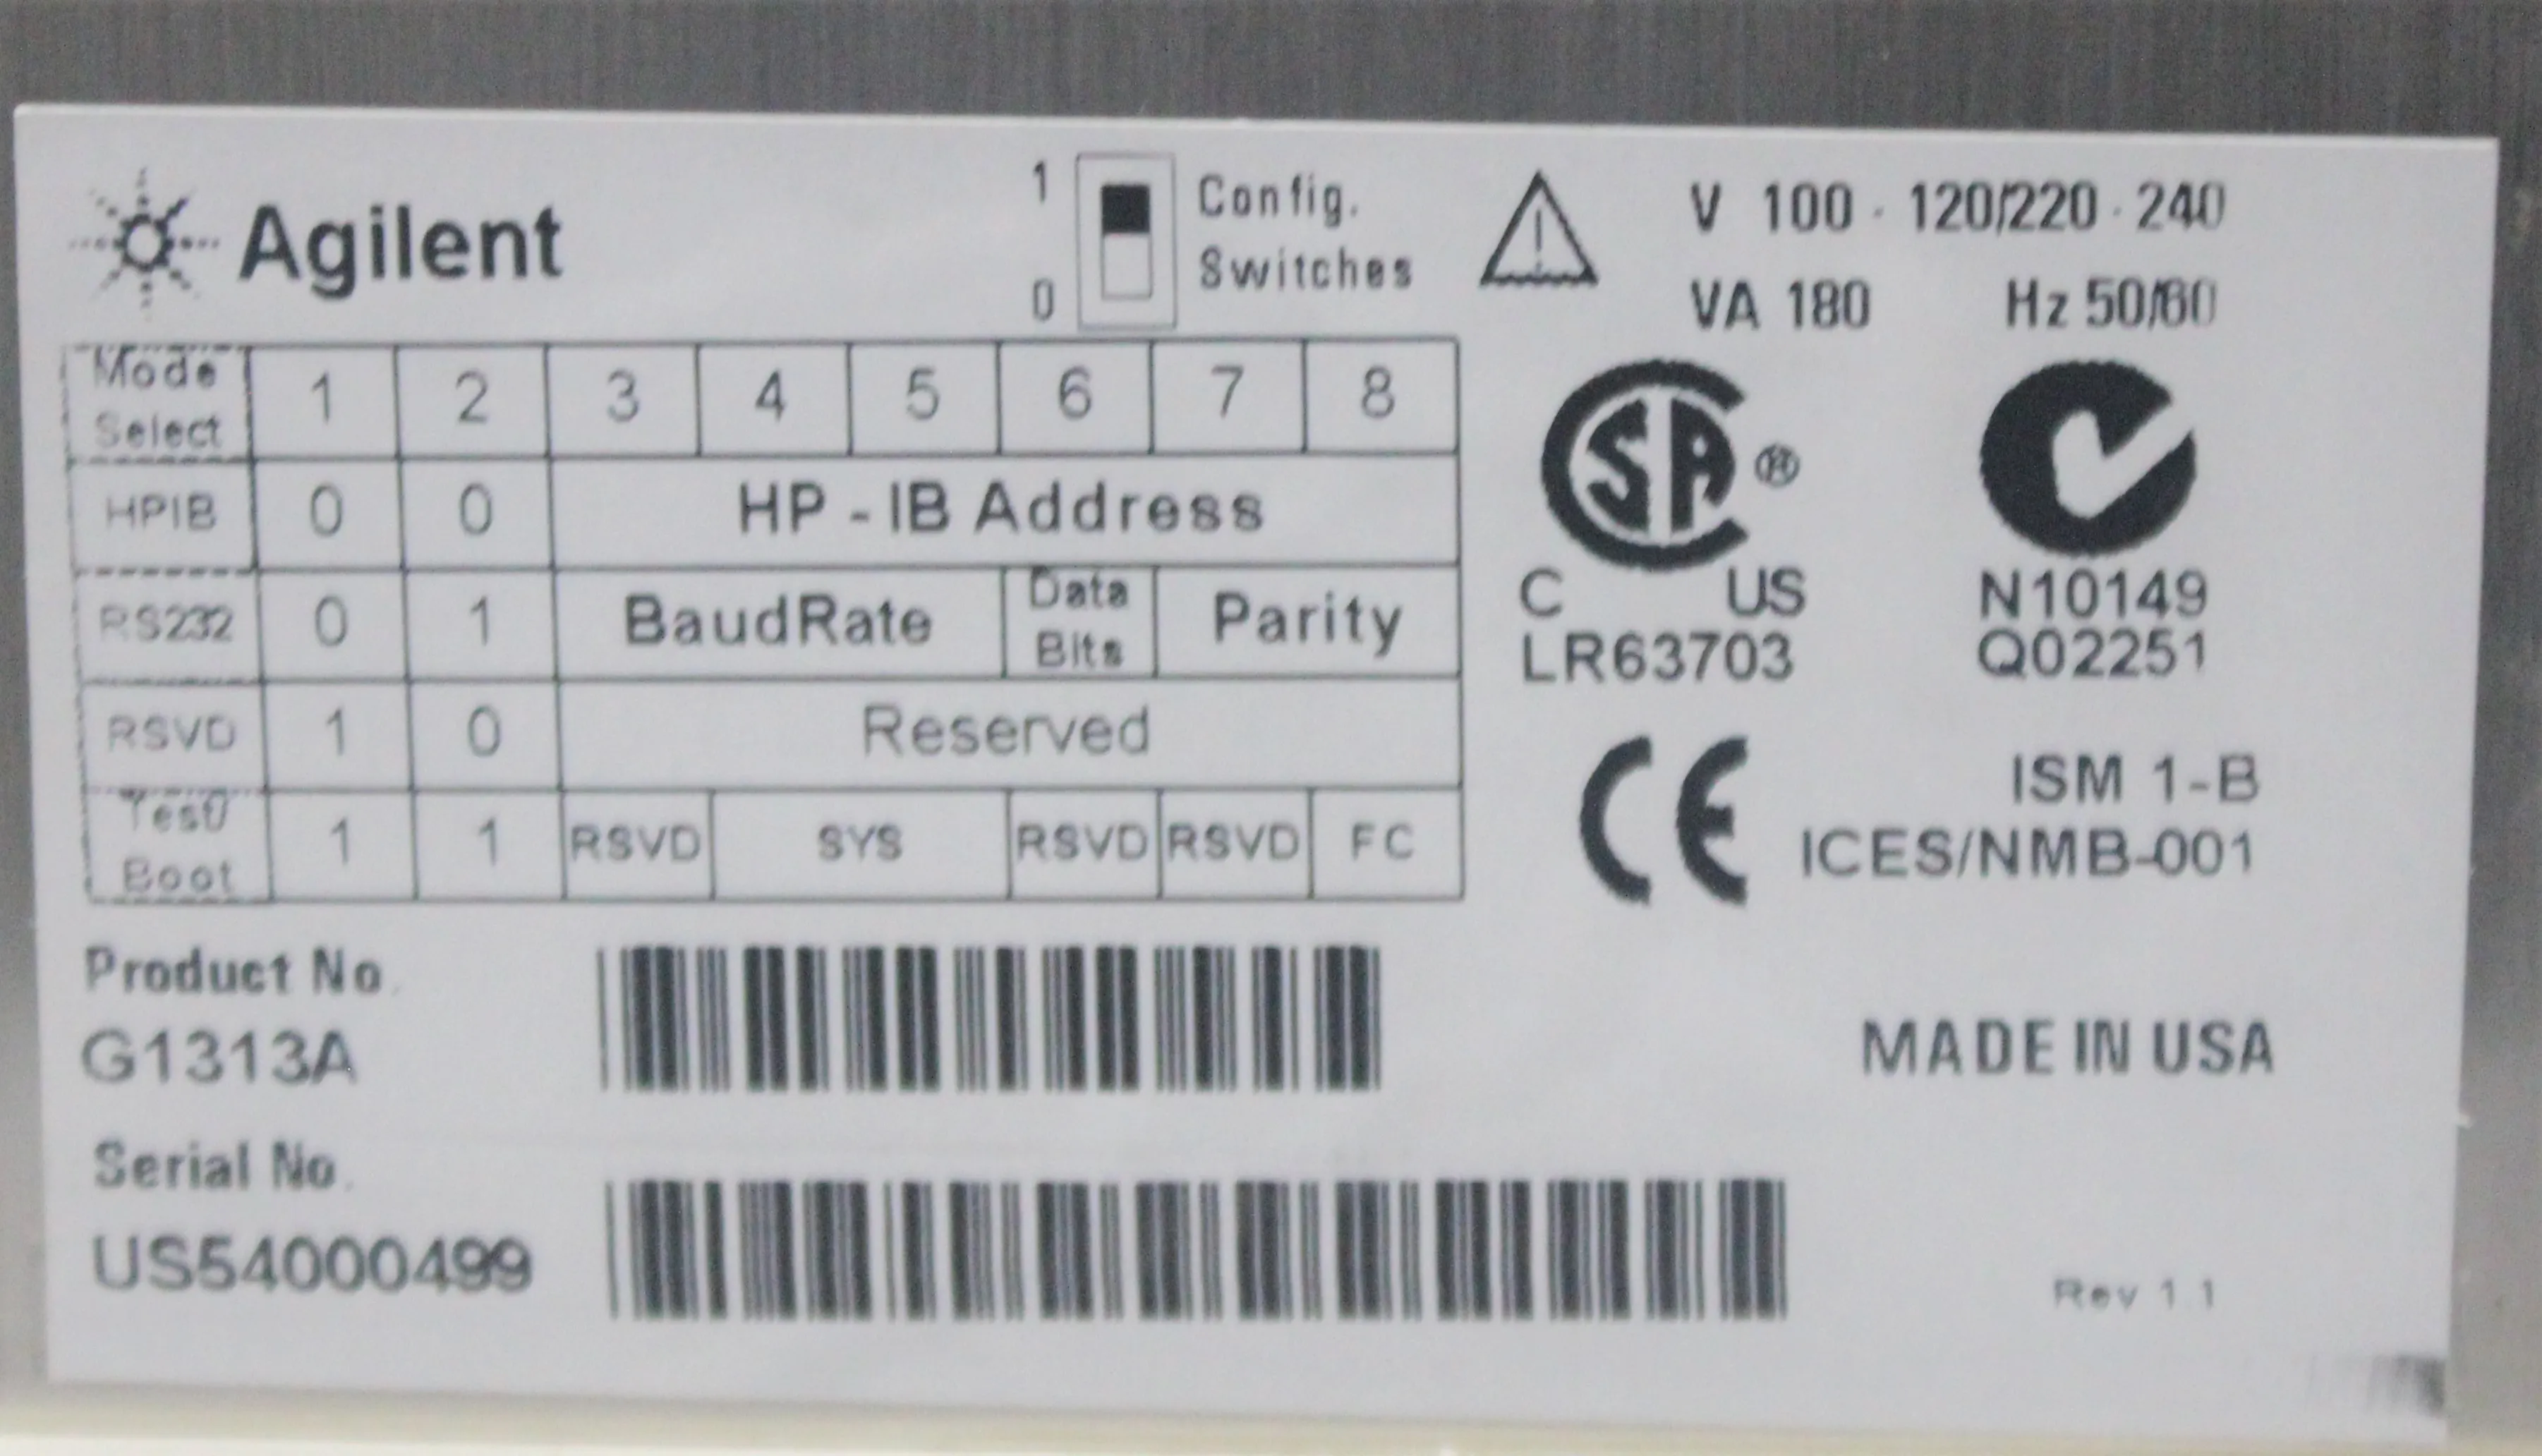 Agilent
1
0
Config.
Switches
V 100 - 120/220 - 240
VA 180 Hz 50/60
Mode Select 1 2 3 4 5 6 7 8
HPIB 0 0 HP - IB Address
RS232 0 1 BaudRate Data Bits Parity
RSVD 1 0 Reserved
Test/ Boot 1 1 RSVD SYS RSVD RSVD FC
SA ®
C US
LR63703
N10149
Q02251
CE
ISM 1-B
ICES/NMB-001
Product No.
G1313A
MADE IN USA
Serial No.
US54000499
Rev 1 1